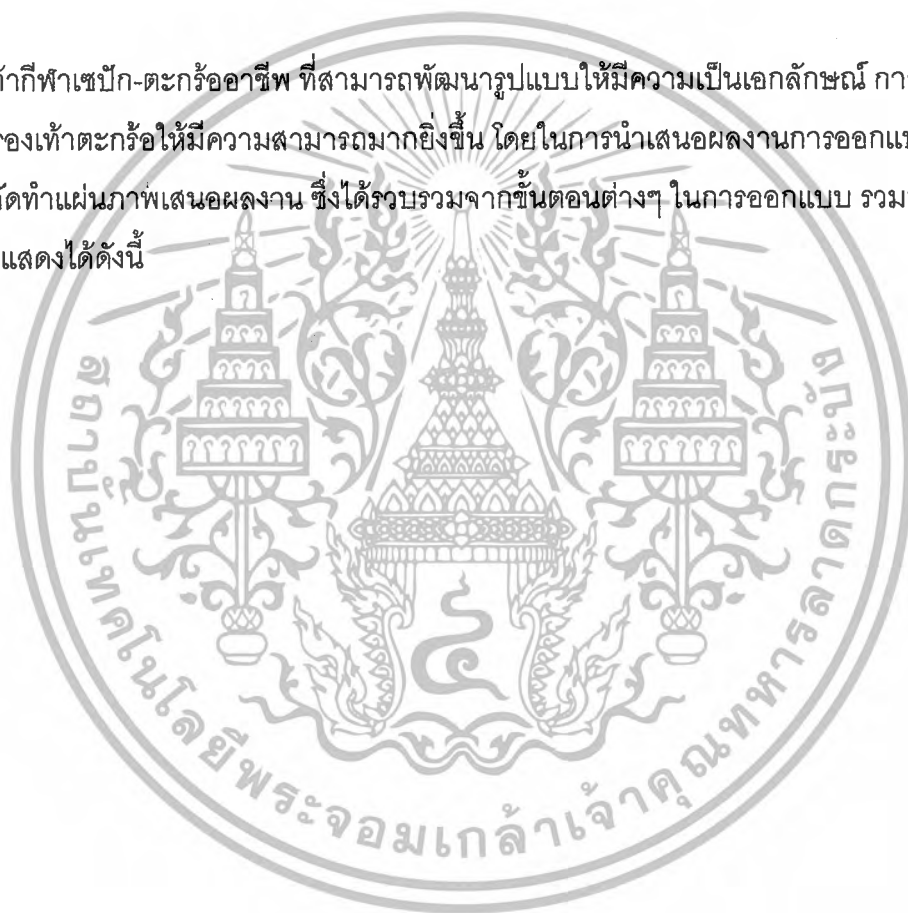 ท้ากีฬาเซปัก-ตะกร้ออาชีพ ที่สามารถพัฒนารูปแบบให้มีความเป็นเอกลักษณ์ การ
รองเท้าตะกร้อให้มีความสามารถมากยิ่งขึ้น โดยในการนำเสนอผลงานการออกแบ
จัดทำแผ่นภาพเสนอผลงาน ซึ่งได้รวบรวมจากขั้นตอนต่างๆ ในการออกแบบ รวม
แสดงได้ดังนี้
สถาบันเทคโนโลยีพระจอมเกล้าเจ้าคุณทหารลาดกระบัง
๔